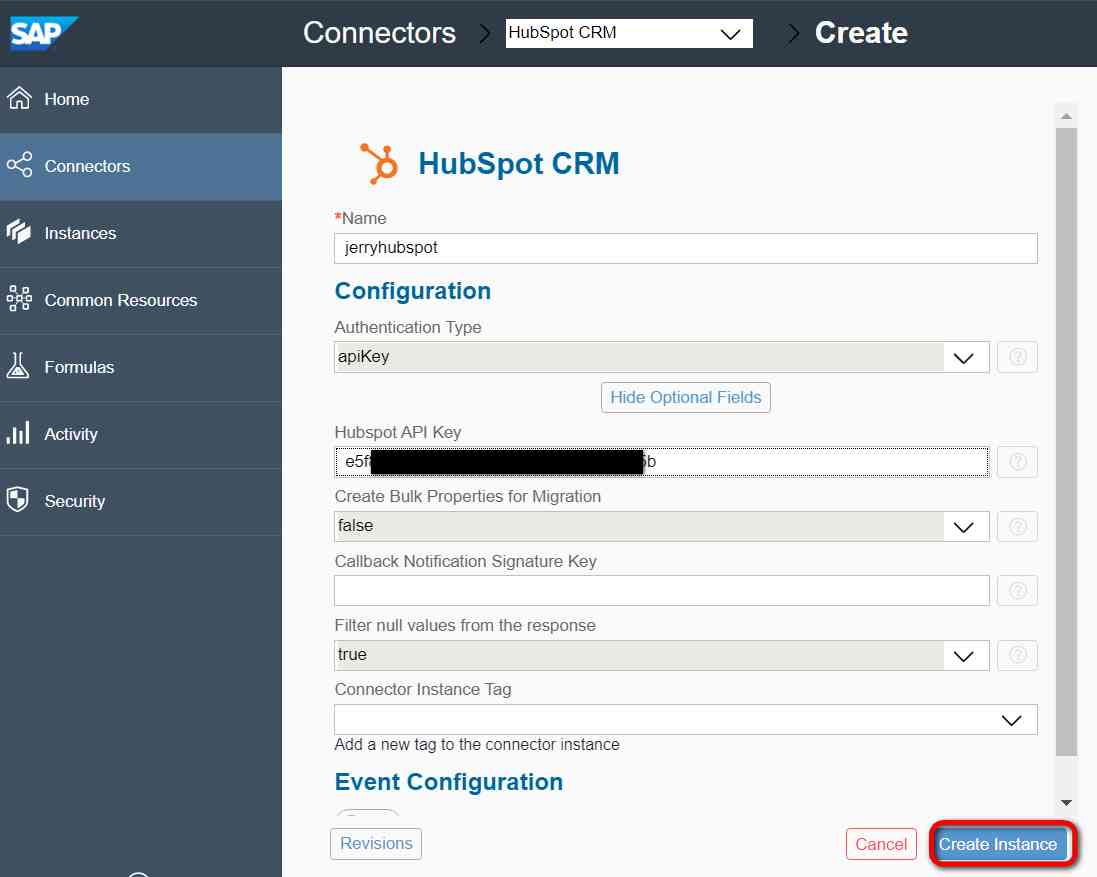 SAP
Connectors > HubSpot CRM > Create
Home
Connectors
Instances
Common Resources
Formulas
Activity
Security
HubSpot CRM
*Name
jerryhubspot
Configuration
Authentication Type
apiKey
Hide Optional Fields
Hubspot API Key
e5f b
Create Bulk Properties for Migration
false
Callback Notification Signature Key
Filter null values from the response
true
Connector Instance Tag
Add a new tag to the connector instance
Event Configuration
Revisions
Cancel
Create Instance